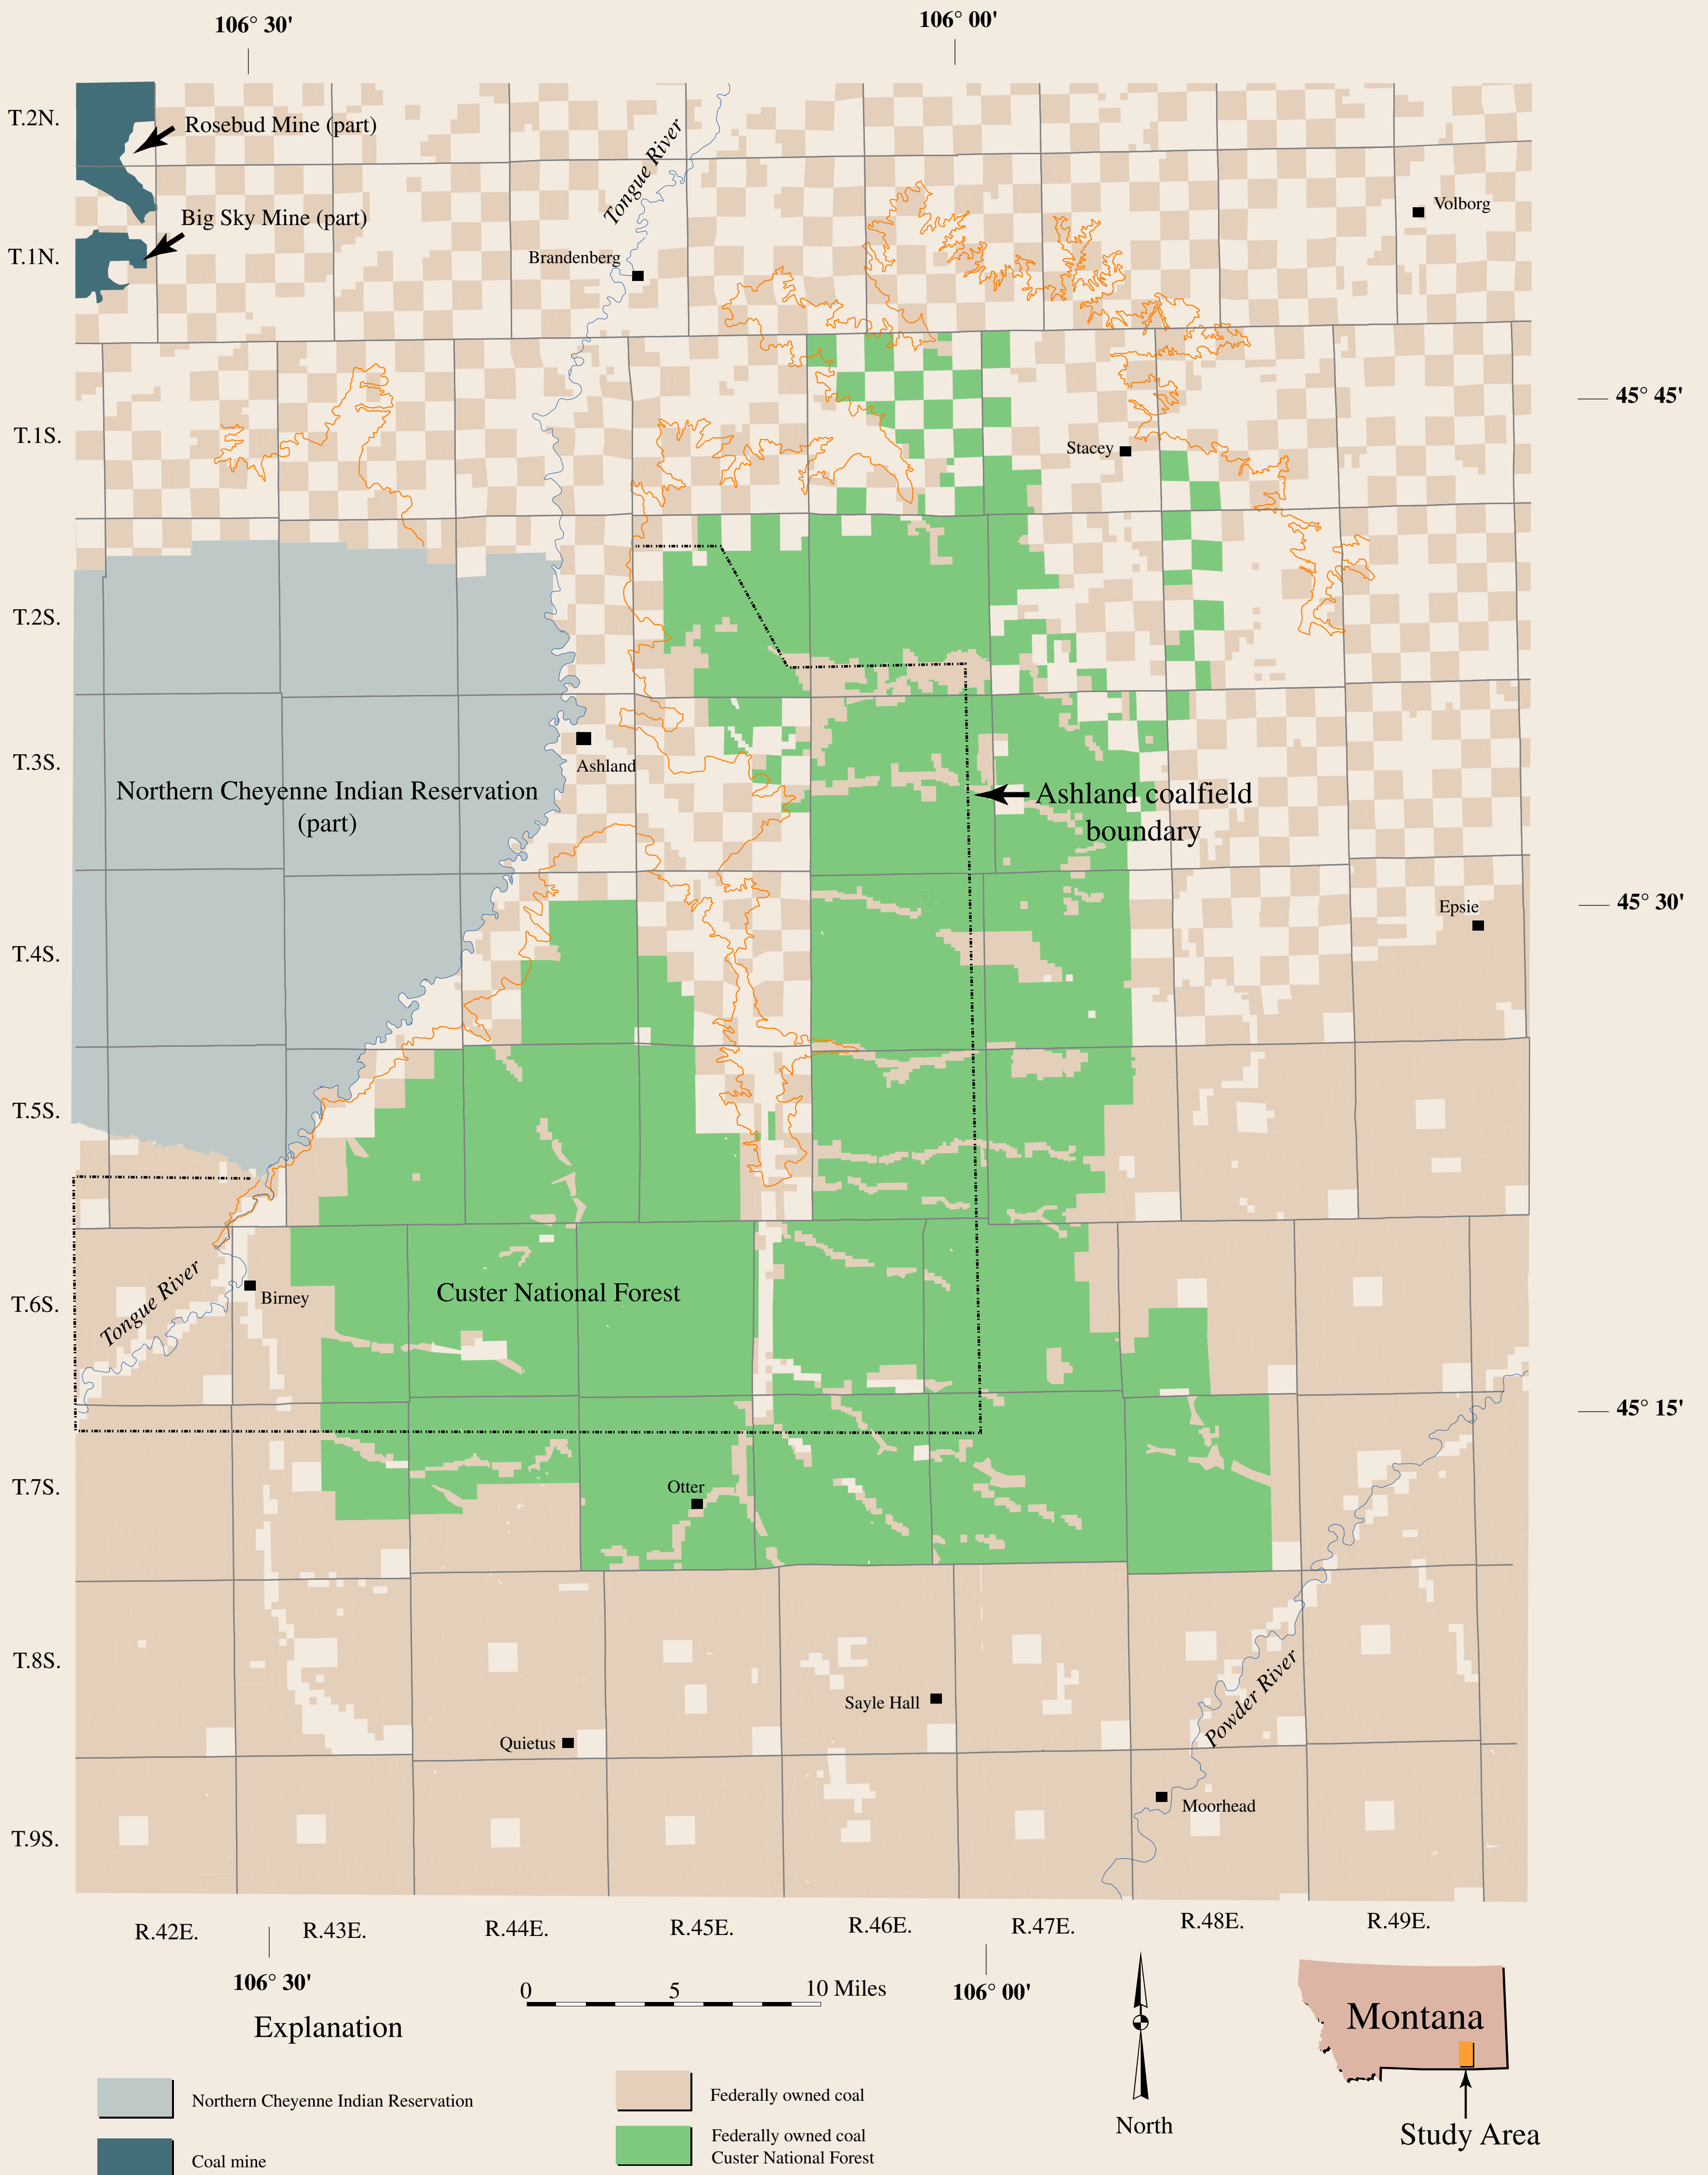 106° 30'
106° 00'
T.2N.
Rosebud Mine (part)
Tongue River
Volborg
Big Sky Mine (part)
T.1N.
Brandenberg
45° 45'
T.1S.
Stacey
T.2S.
T.3S.
Ashland
Northern Cheyenne Indian Reservation
(part)
Ashland coalfield
boundary
45° 30'
Epsie
T.4S.
T.5S.
Tongue River
Birney
Custer National Forest
T.6S.
45° 15'
T.7S.
Otter
T.8S.
Sayle Hall
Powder River
Quietus
Moorhead
T.9S.
R.42E.
R.43E.
R.44E.
R.45E.
R.46E.
R.47E.
R.48E.
R.49E.
106° 30'
0
5
10 Miles
106° 00'
Explanation
Montana
Northern Cheyenne Indian Reservation
Federally owned coal
North
Study Area
Coal mine
Federally owned coal
Custer National Forest